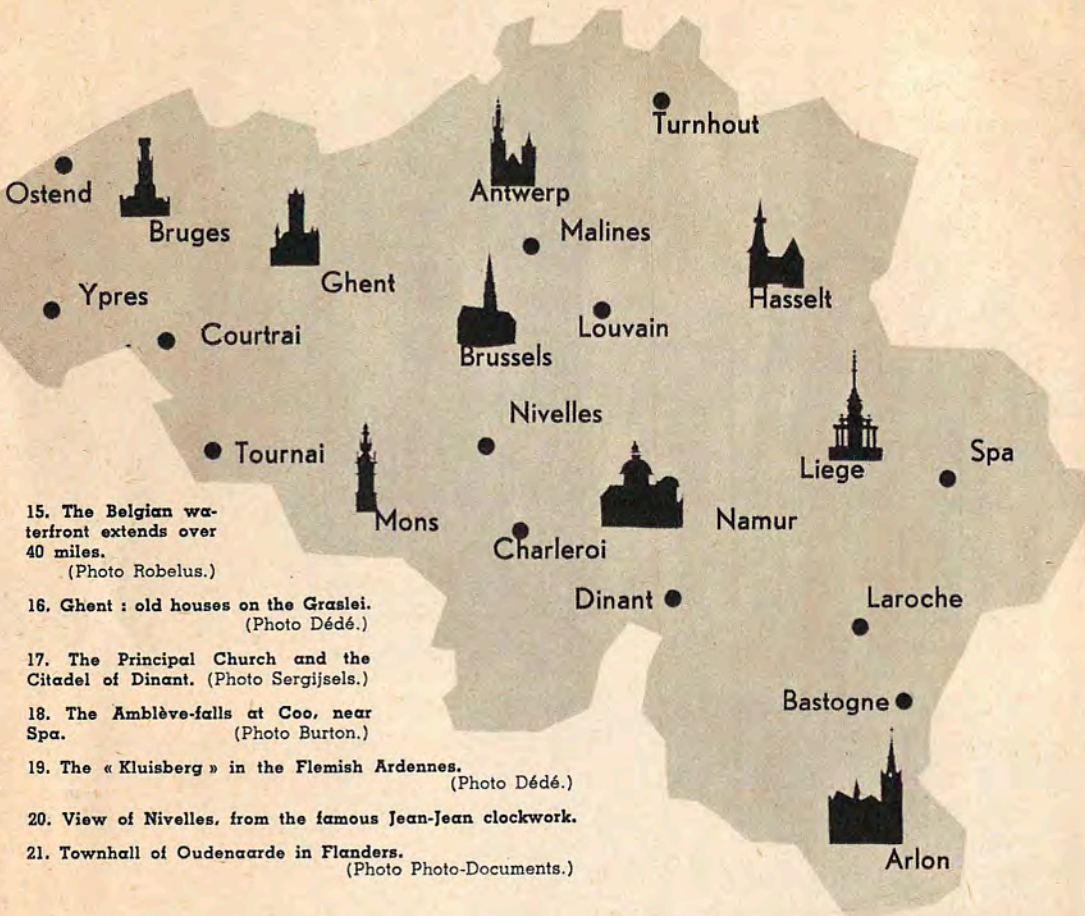 Turnhout
Ostend
Bruges
Antwerp
Ghent
Malines
Hasselt
Ypres
Courtrai
Brussels
Louvain
Nivelles
Tournai
Liege
Spa
Mons
Namur
Charleroi
Dinant
Laroche
Bastogne
Arlon
15. The Belgian wa-
terfront extends over
40 miles.
(Photo Robelus.)
16. Ghent : old houses on the Graslei.
(Photo Dédé.)
17. The Principal Church and the
Citadel of Dinant. (Photo Sergijsels.)
18. The Amblève-falls at Coo, near
Spa. (Photo Burton.)
19. The « Kluisberg » in the Flemish Ardennes.
(Photo Dédé.)
20. View of Nivelles, from the famous Jean-Jean clockwork.
21. Townhall of Oudenaarde in Flanders.
(Photo Photo-Documents.)